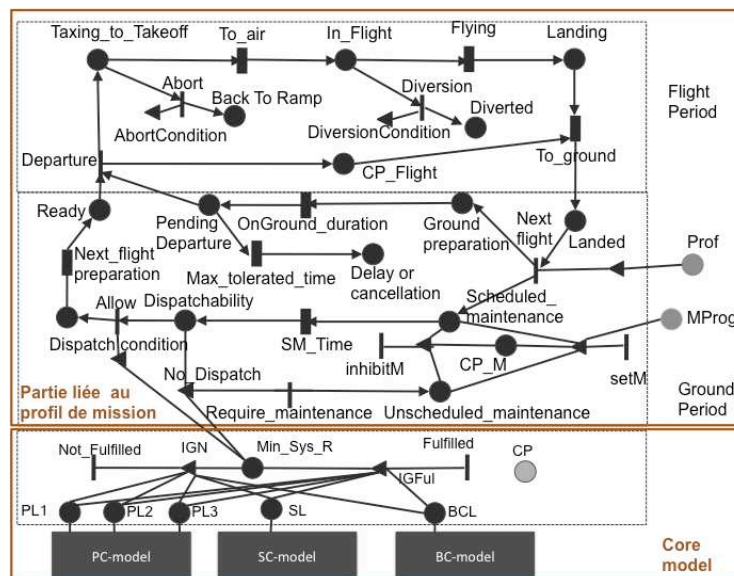 Taxing_to_Takeoff
To_air
In_Flight
Flying
Landing
Abort
Diversion
Back To Ramp
Diverted
AbortCondition
DiversionCondition
Flight
Period
Departure
CP_Flight
To_ground
Ready
Pending
Departure
OnGround_duration
Ground
preparation
Next
flight
Landed
Prof
Next_flight
preparation
Max_tolerated_time
Delay or
cancellation
Allow
Dispatchability
Scheduled_
maintenance
MProg
Dispatch condition
SM_Time
inhibitM
CP_M
setM
No_Dispatch
Partie liée au
profil de mission
Require_maintenance
Unscheduled_maintenance
Ground
Period
Not_Fulfilled
IGN
Min_Sys_R
Fulfilled
CP
IGFul
PL1
PL2
PL3
SL
BCL
PC-model
SC-model
BC-model
Core
model